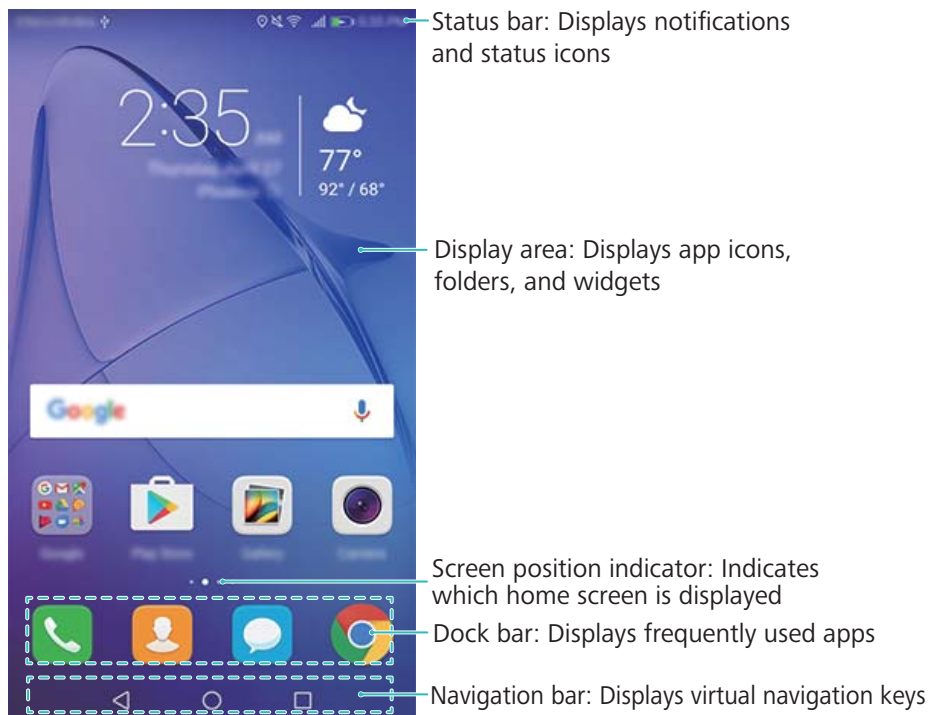 Status bar: Displays notifications
and status icons
2:35
77°
92° / 68°
Display area: Displays app icons,
folders, and widgets
Google
Screen position indicator: Indicates
which home screen is displayed
Dock bar: Displays frequently used apps
Navigation bar: Displays virtual navigation keys